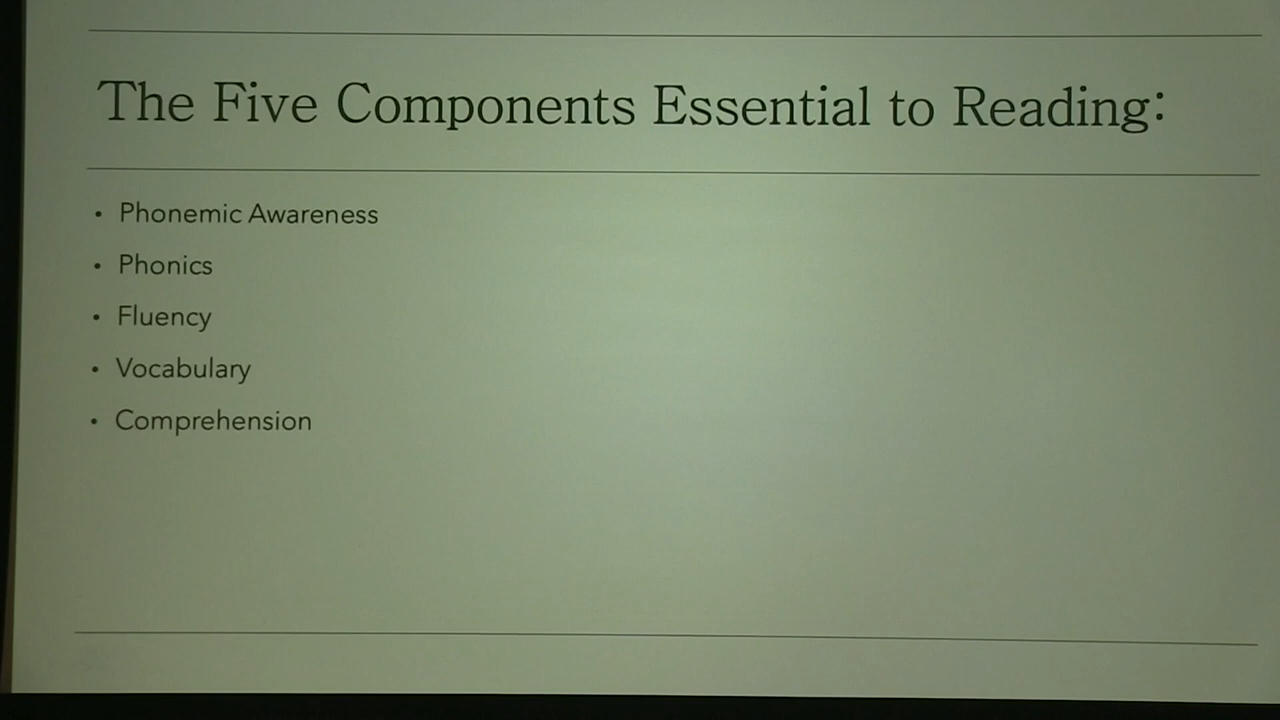 The Five Components Essential to Reading:
• Phonemic Awareness
• Phonics
• Fluency
• Vocabulary
• Comprehension